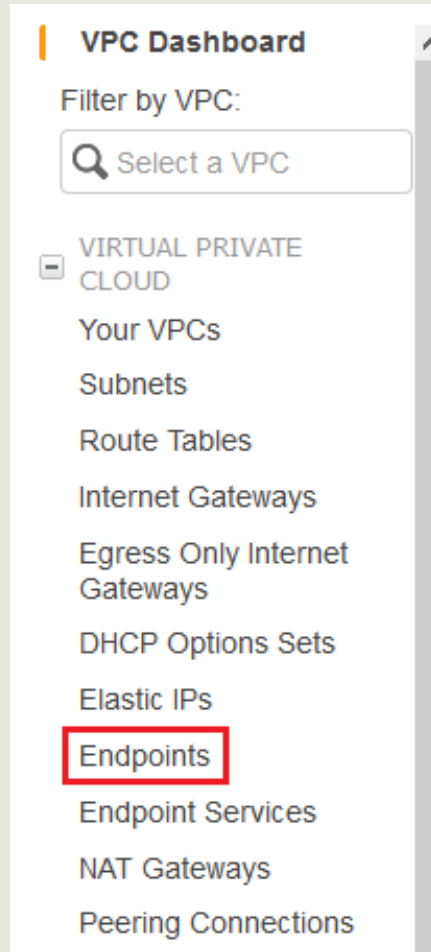 VPC Dashboard
Filter by VPC:
Select a VPC
VIRTUAL PRIVATE
CLOUD
Your VPCs
Subnets
Route Tables
Internet Gateways
Egress Only Internet
Gateways
DHCP Options Sets
Elastic IPs
Endpoints
Endpoint Services
NAT Gateways
Peering Connections